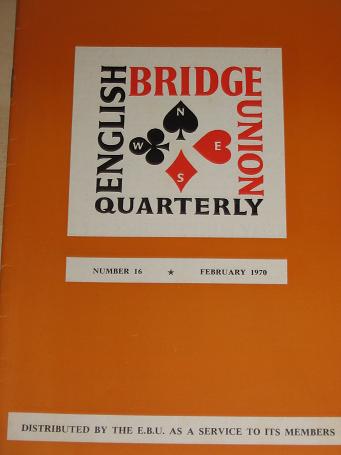 ENGLISH
BRIDGE
UNION
QUARTERLY
N
W
E
S
NUMBER 16 ★ FEBRUARY 1970
DISTRIBUTED BY THE E.B.U. AS A SERVICE TO ITS MEMBERS